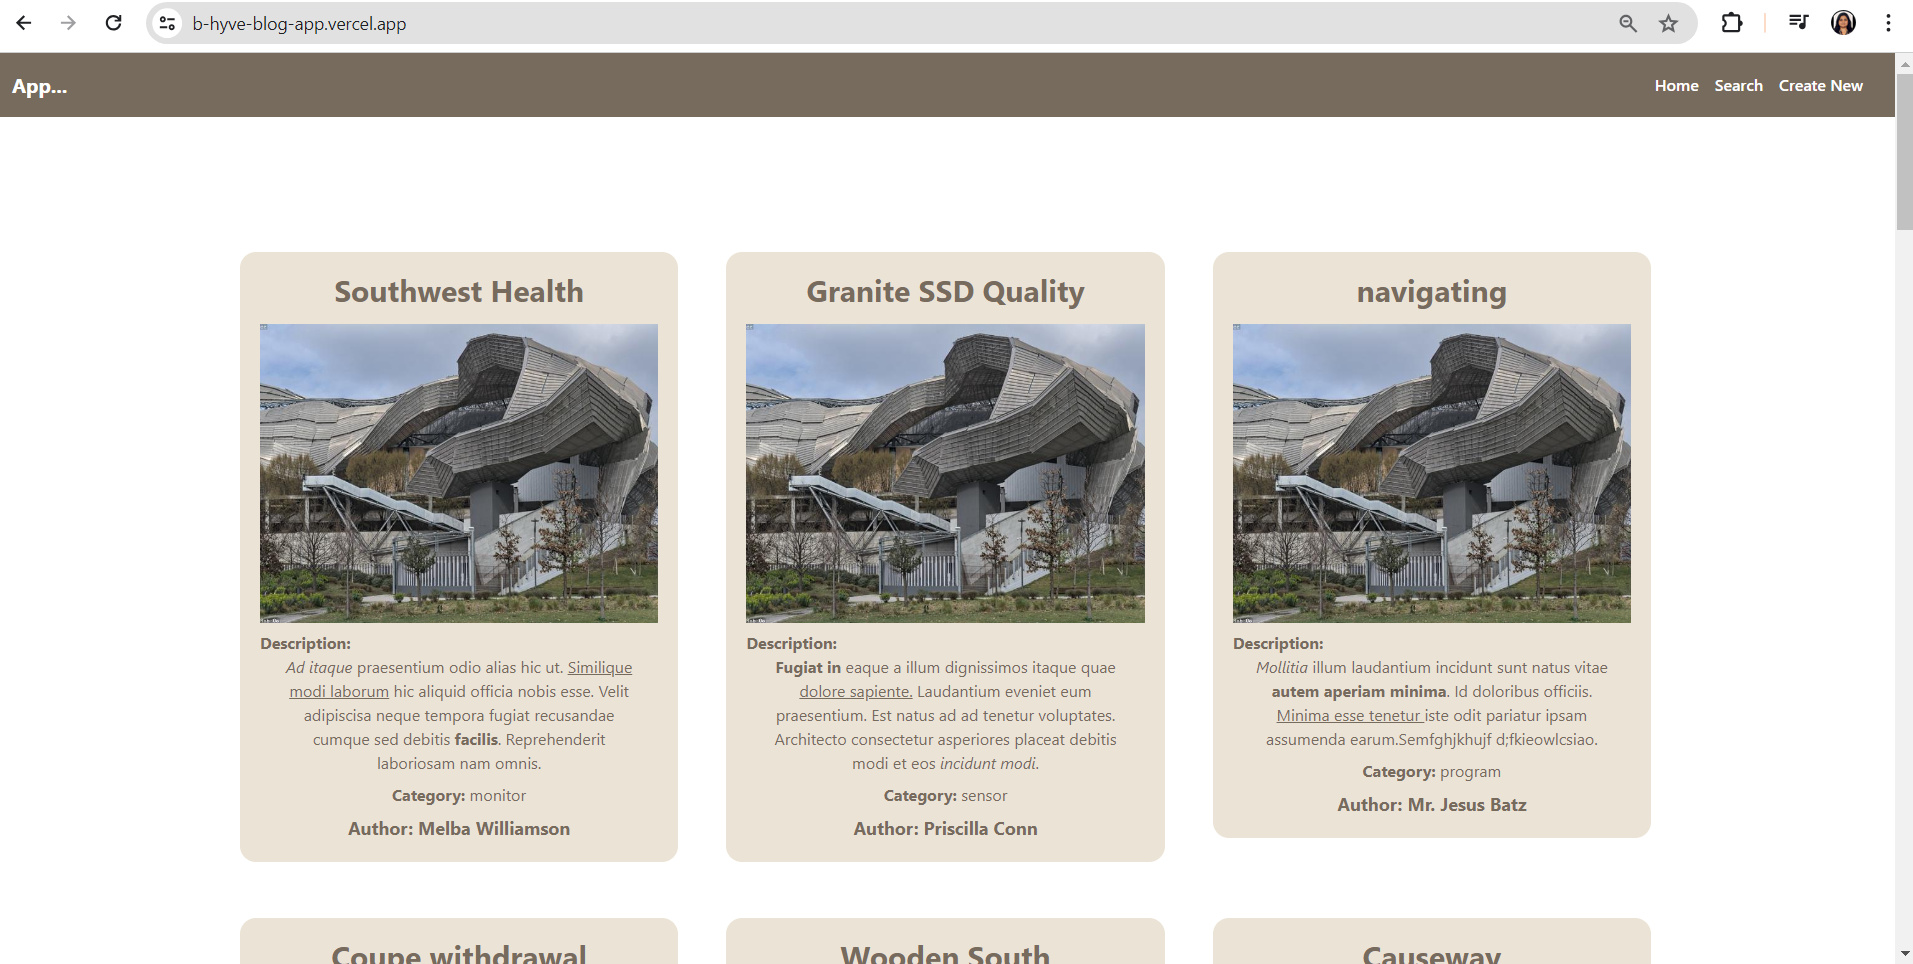 b-hyve-blog-app.vercel.app
App...
Home Search Create New
Southwest Health
Description:
Ad itaque praesentium odio alias hic ut. Similique
modi laborum hic aliquid officia nobis esse. Velit
adipiscisa neque tempora fugiat recusandae
cumque sed debitis facilis. Reprehenderit
laboriosam nam omnis.
Category: monitor
Author: Melba Williamson
Granite SSD Quality
Description:
Fugiat in eaque a illum dignissimos itaque quae
dolore sapiente. Laudantium eveniet eum
praesentium. Est natus ad ad tenetur voluptates.
Architecto consectetur asperiores placeat debitis
modi et eos incidunt modi.
Category: sensor
Author: Priscilla Conn
navigating
Description:
Mollitia illum laudantium incidunt sunt natus vitae
autem aperiam minima. Id doloribus officiis.
Minima esse tenetur iste odit pariatur ipsam
assumenda earum.Semfghjkhujf d;fkieowlcsiao.
Category: program
Author: Mr. Jesus Batz
Coupe withdrawal
Wooden South
Causeway